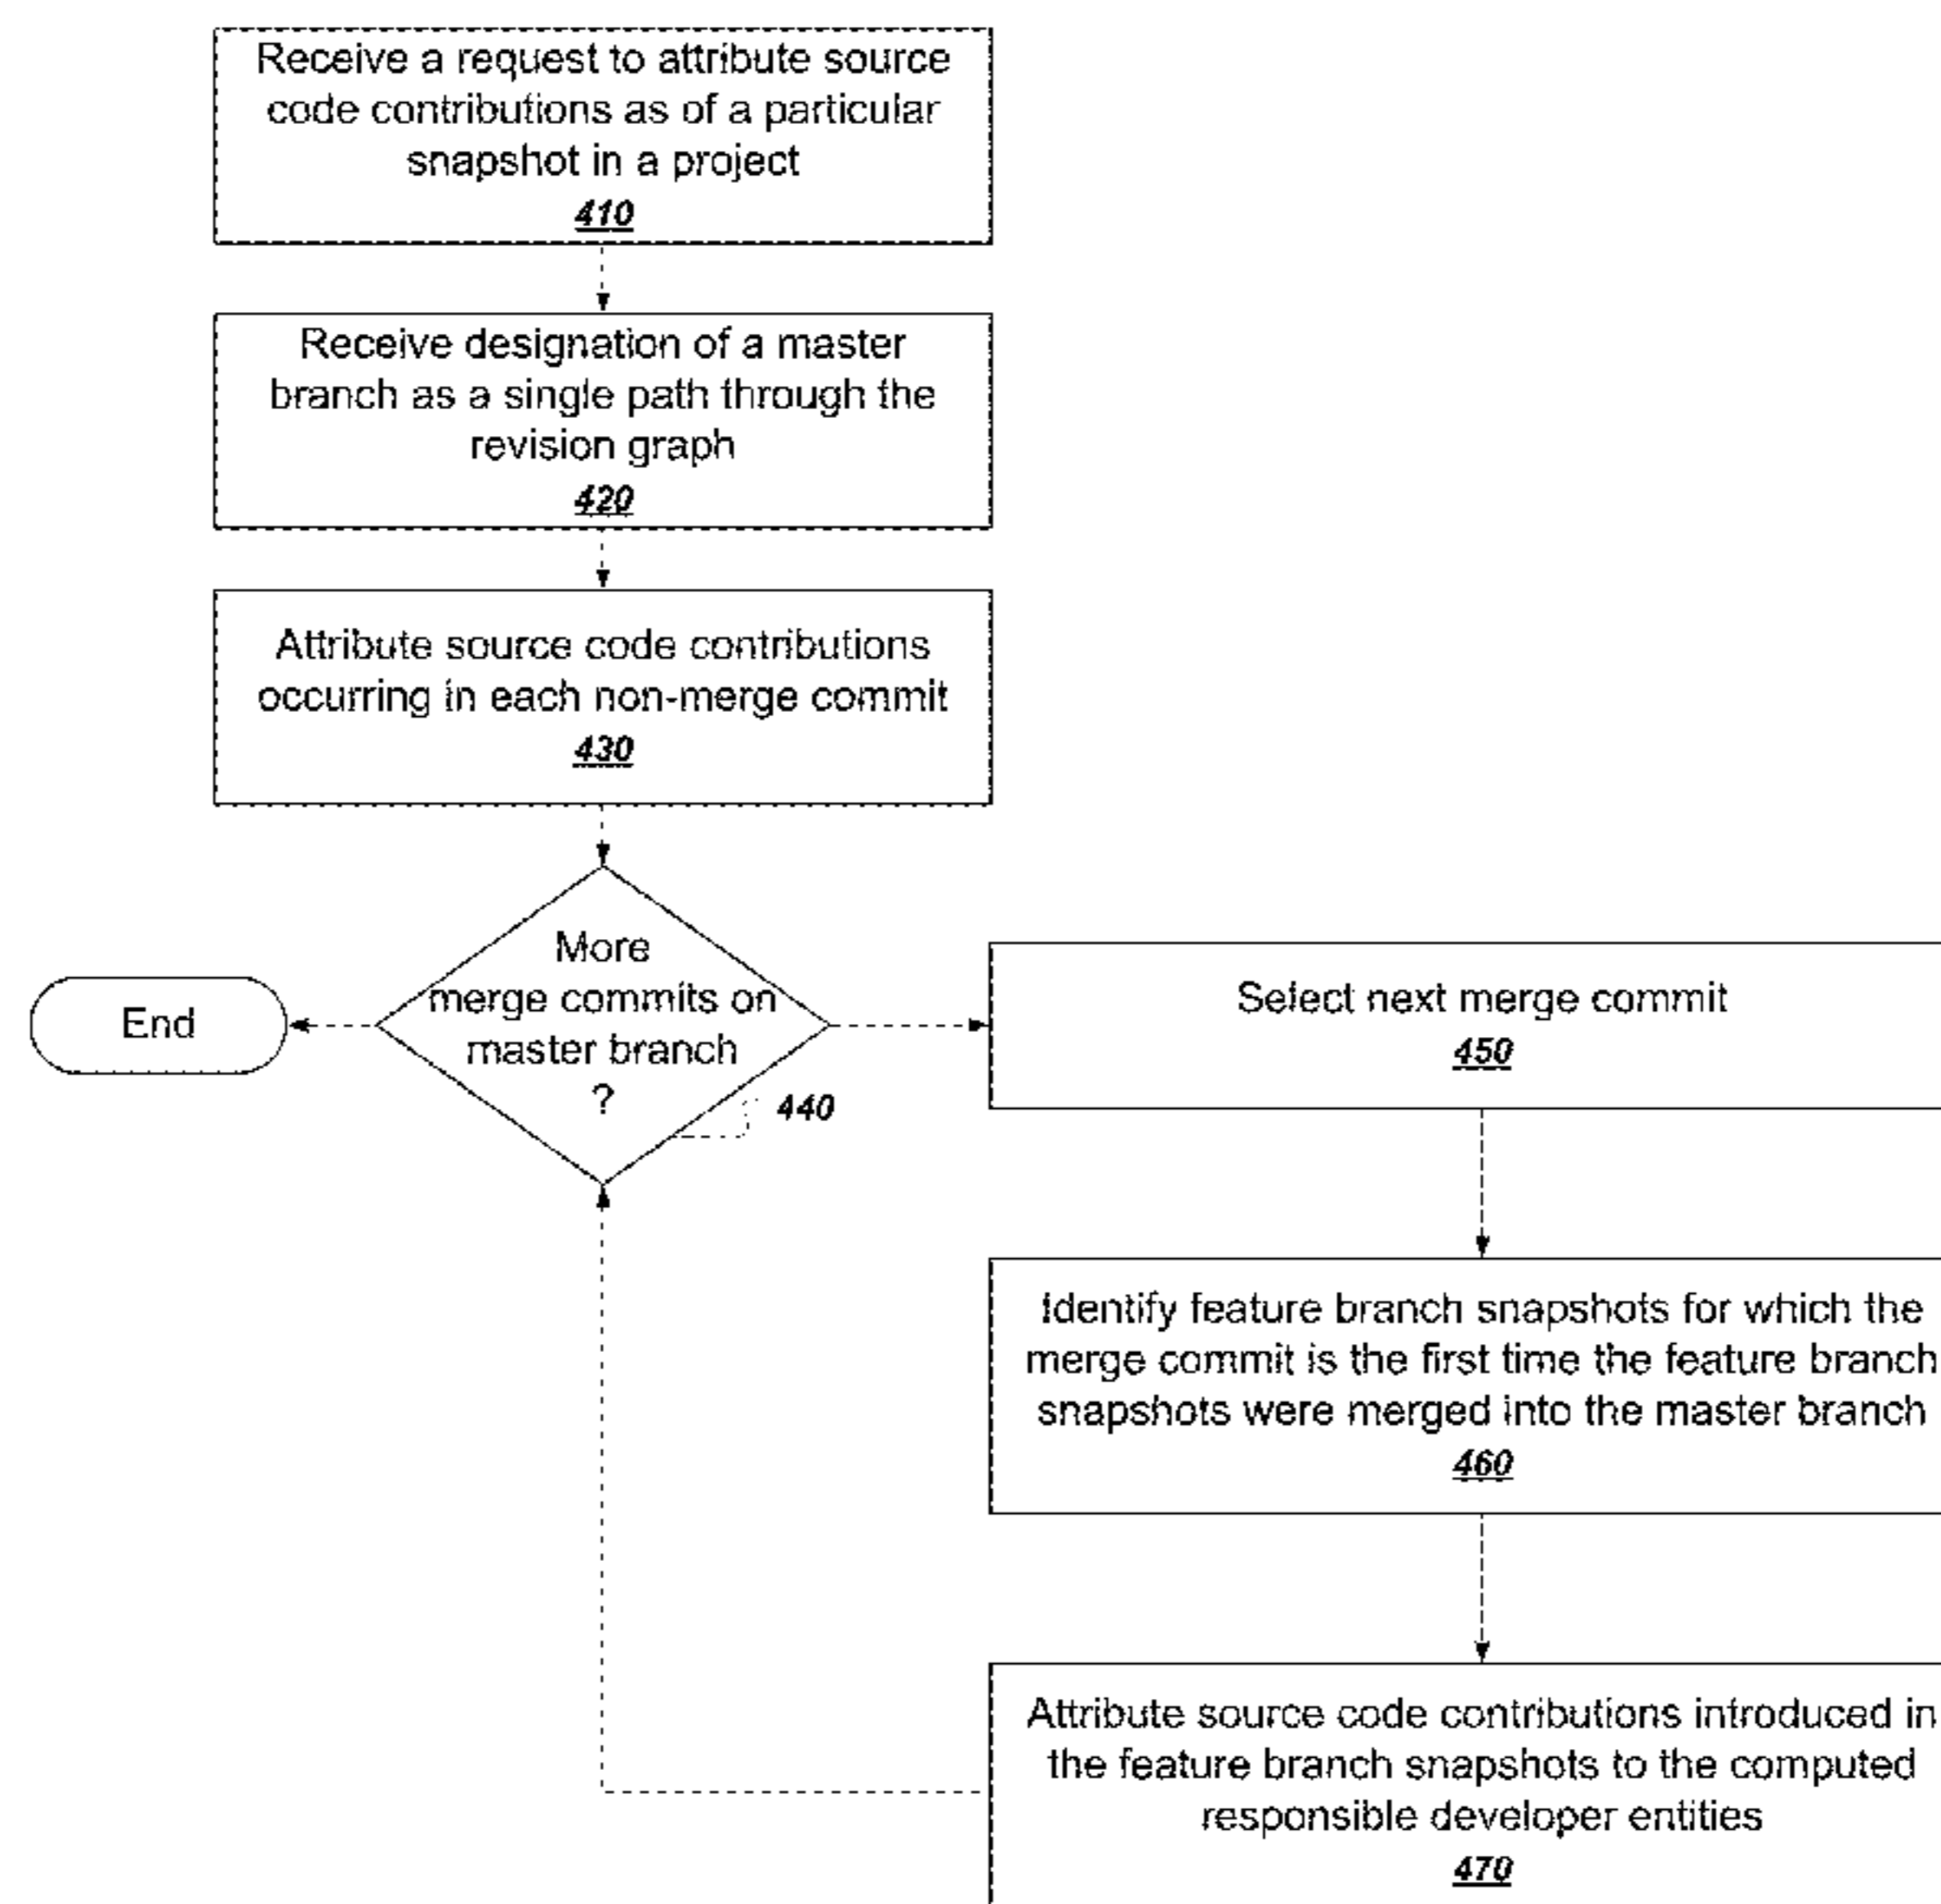 Receive a request to attribute source
code contributions as of a particular
snapshot in a project
410
Receive designation of a master
branch as a single path through the
revision graph
420
Attribute source code contributions
occurring in each non-merge commit
430
More
merge commits on
master branch
?
440
End
Select next merge commit
450
Identify feature branch snapshots for which the
merge commit is the first time the feature branch
snapshots were merged into the master branch
460
Attribute source code contributions introduced in
the feature branch snapshots to the computed
responsible developer entities
470